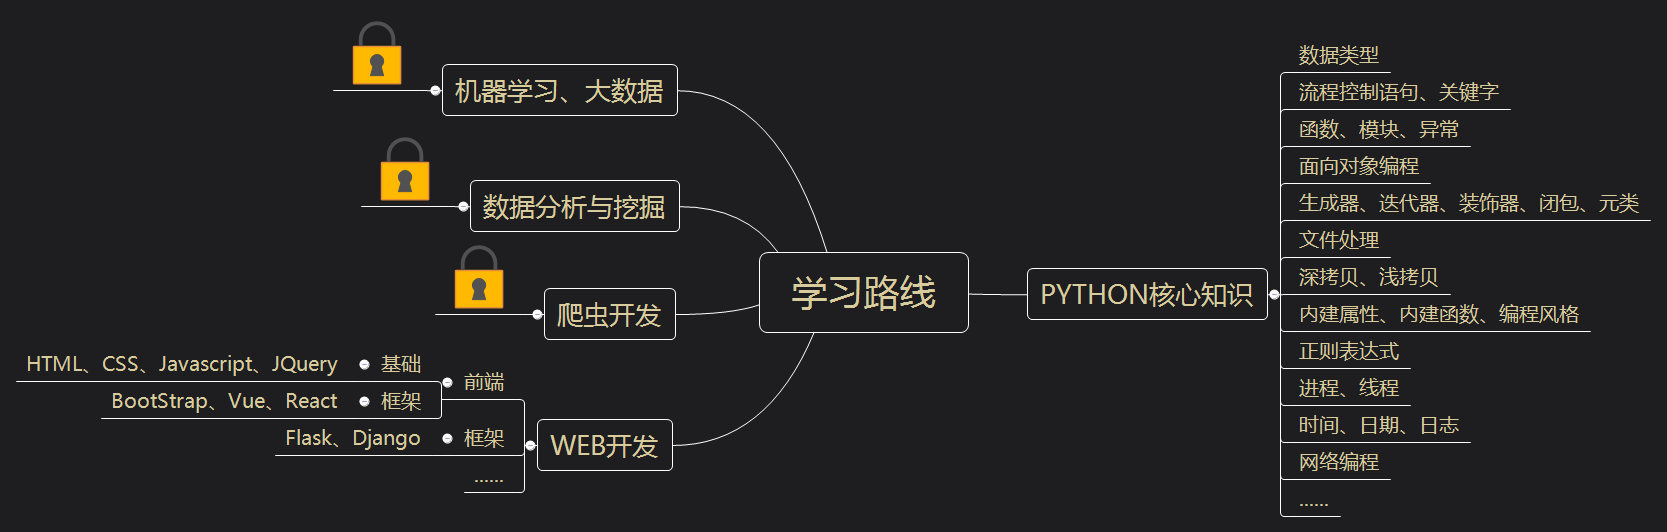 学习路线
机器学习、大数据
数据分析与挖掘
爬虫开发
WEB开发
前端
基础
HTML、CSS、Javascript、JQuery
框架
BootStrap、Vue、React
框架
Flask、Django
......
PYTHON核心知识
数据类型
流程控制语句、关键字
函数、模块、异常
面向对象编程
生成器、迭代器、装饰器、闭包、元类
文件处理
深拷贝、浅拷贝
内建属性、内建函数、编程风格
正则表达式
进程、线程
时间、日期、日志
网络编程
......